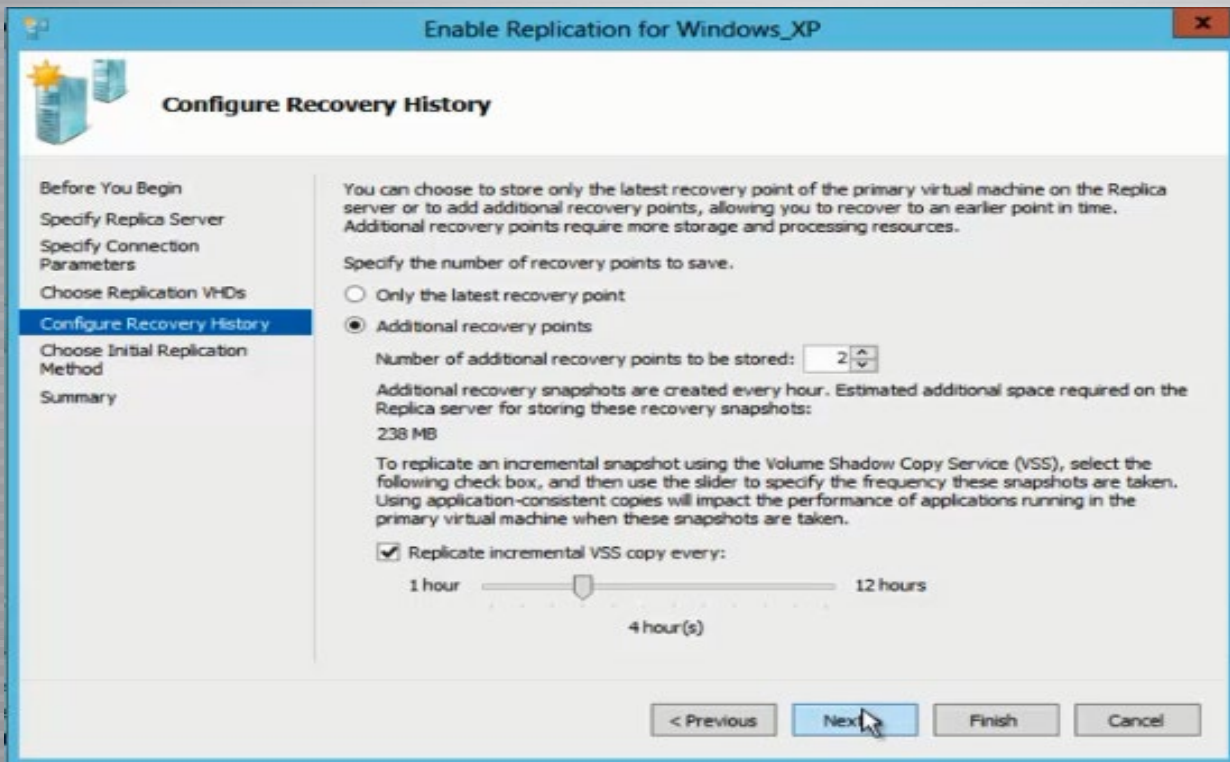 Enable Replication for Windows_XP
x
Configure Recovery History
Before You Begin
Specify Replica Server
Specify Connection
Parameters
Choose Replication VHDs
Configure Recovery History
Choose Initial Replication
Method
Summary
You can choose to store only the latest recovery point of the primary virtual machine on the Replica
server or to add additional recovery points, allowing you to recover to an earlier point in time.
Additional recovery points require more storage and processing resources.
Specify the number of recovery points to save.
Only the latest recovery point
Additional recovery points
Number of additional recovery points to be stored: 2
Additional recovery snapshots are created every hour. Estimated additional space required on the
Replica server for storing these recovery snapshots:
238 MB
To replicate an incremental snapshot using the Volume Shadow Copy Service (VSS), select the
following check box, and then use the slider to specify the frequency these snapshots are taken.
Using application-consistent copies will impact the performance of applications running in the
primary virtual machine when these snapshots are taken.
Replicate incremental VSS copy every:
1 hour 12 hours
4 hour(s)
< Previous Next > Finish Cancel